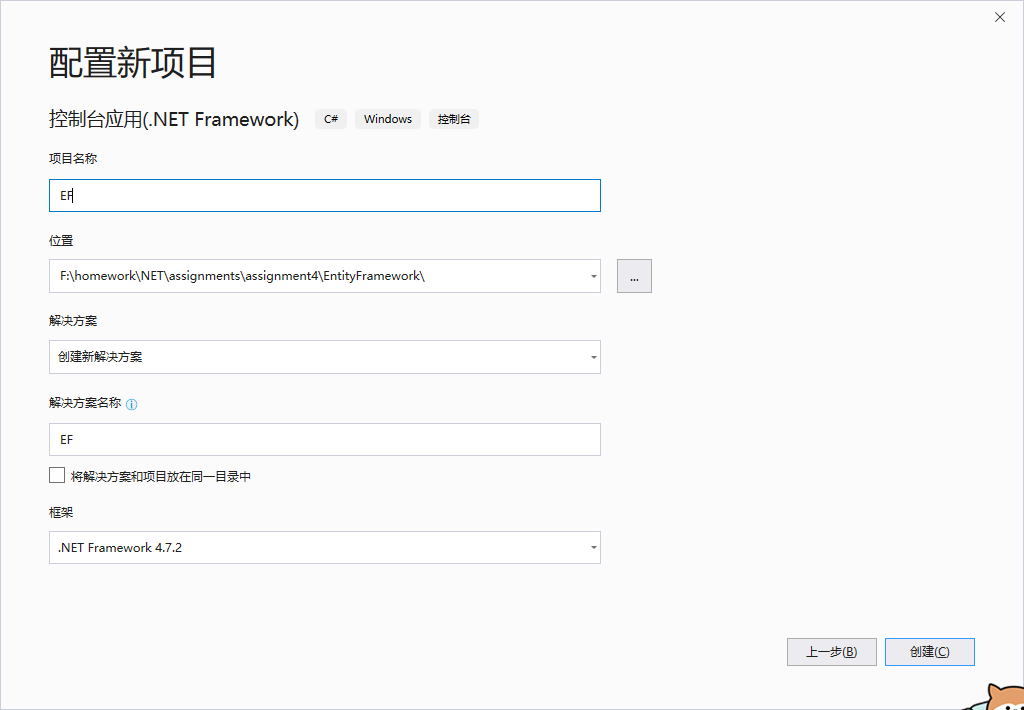 配置新项目
控制台应用(.NET Framework) C# Windows 控制台
项目名称
EF
位置
F:\homework\NET\assignments\assignment4\EntityFramework\
...
解决方案
创建新解决方案
解决方案名称
EF
将解决方案和项目放在同一目录中
框架
.NET Framework 4.7.2
上一步(B) 创建(C)